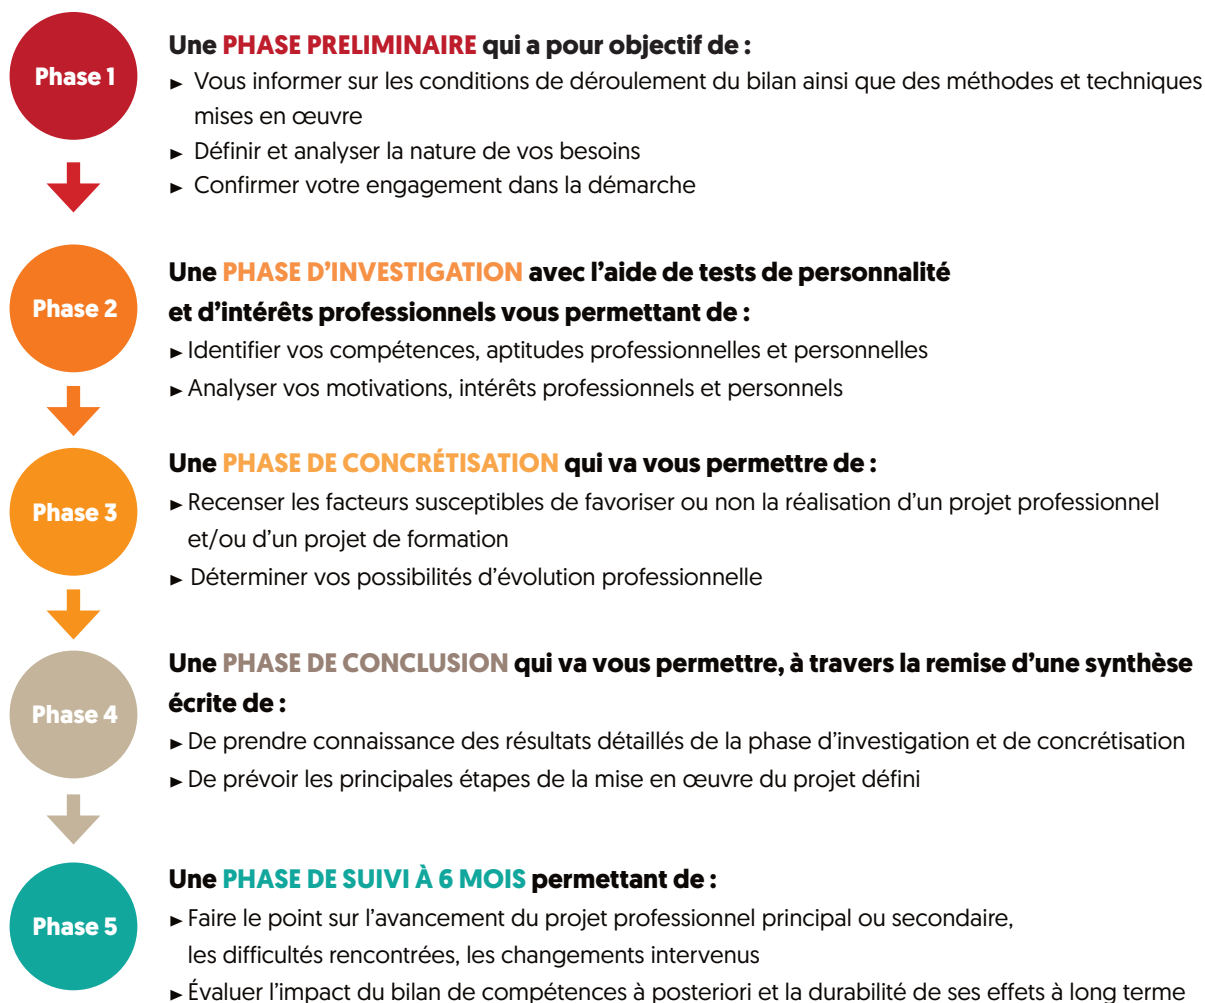 Phase 1
Une PHASE PRELIMINAIRE qui a pour objectif de :
► Vous informer sur les conditions de déroulement du bilan ainsi que des méthodes et techniques
mises en œuvre
► Définir et analyser la nature de vos besoins
► Confirmer votre engagement dans la démarche
Phase 2
Une PHASE D’INVESTIGATION avec l’aide de tests de personnalité
et d’intérêts professionnels vous permettant de :
► Identifier vos compétences, aptitudes professionnelles et personnelles
► Analyser vos motivations, intérêts professionnels et personnels
Phase 3
Une PHASE DE CONCRÉTISATION qui va vous permettre de :
► Recenser les facteurs susceptibles de favoriser ou non la réalisation d’un projet professionnel
et/ou d’un projet de formation
► Déterminer vos possibilités d’évolution professionnelle
Phase 4
Une PHASE DE CONCLUSION qui va vous permettre, à travers la remise d’une synthèse
écrite de :
► De prendre connaissance des résultats détaillés de la phase d’investigation et de concrétisation
► De prévoir les principales étapes de la mise en œuvre du projet défini
Phase 5
Une PHASE DE SUIVI À 6 MOIS permettant de :
► Faire le point sur l’avancement du projet professionnel principal ou secondaire,
les difficultés rencontrées, les changements intervenus
► Évaluer l’impact du bilan de compétences à posteriori et la durabilité de ses effets à long terme